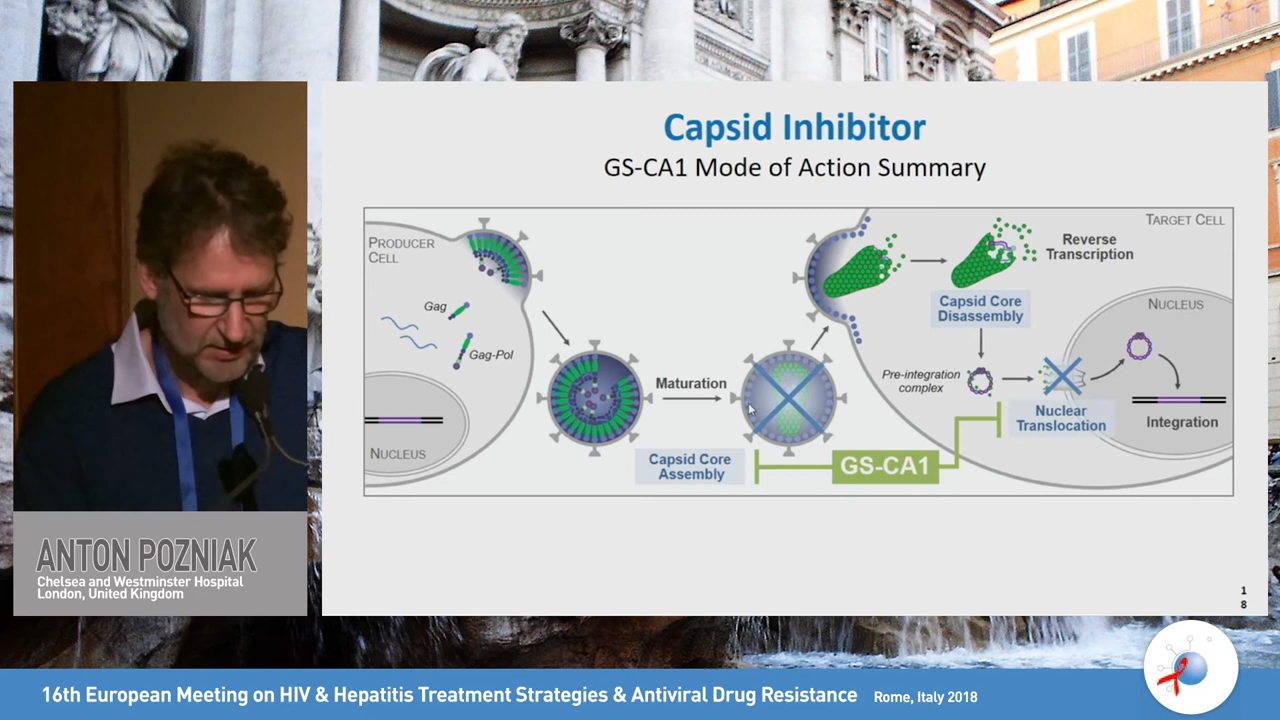 Capsid Inhibitor
GS-CA1 Mode of Action Summary
PRODUCER
CELL
Gag
Gag-Pol
NUCLEUS
Maturation
Capsid Core
Assembly
GS-CA1
TARGET CELL
Reverse
Transcription
Capsid Core
Disassembly
Pre-integration
complex
NUCLEUS
Nuclear
Translocation
Integration
1
8
ANTON POZNIAK
Chelsea and Westminster Hospital
London, United Kingdom
16th European Meeting on HIV & Hepatitis Treatment Strategies & Antiviral Drug Resistance Rome, Italy 2018